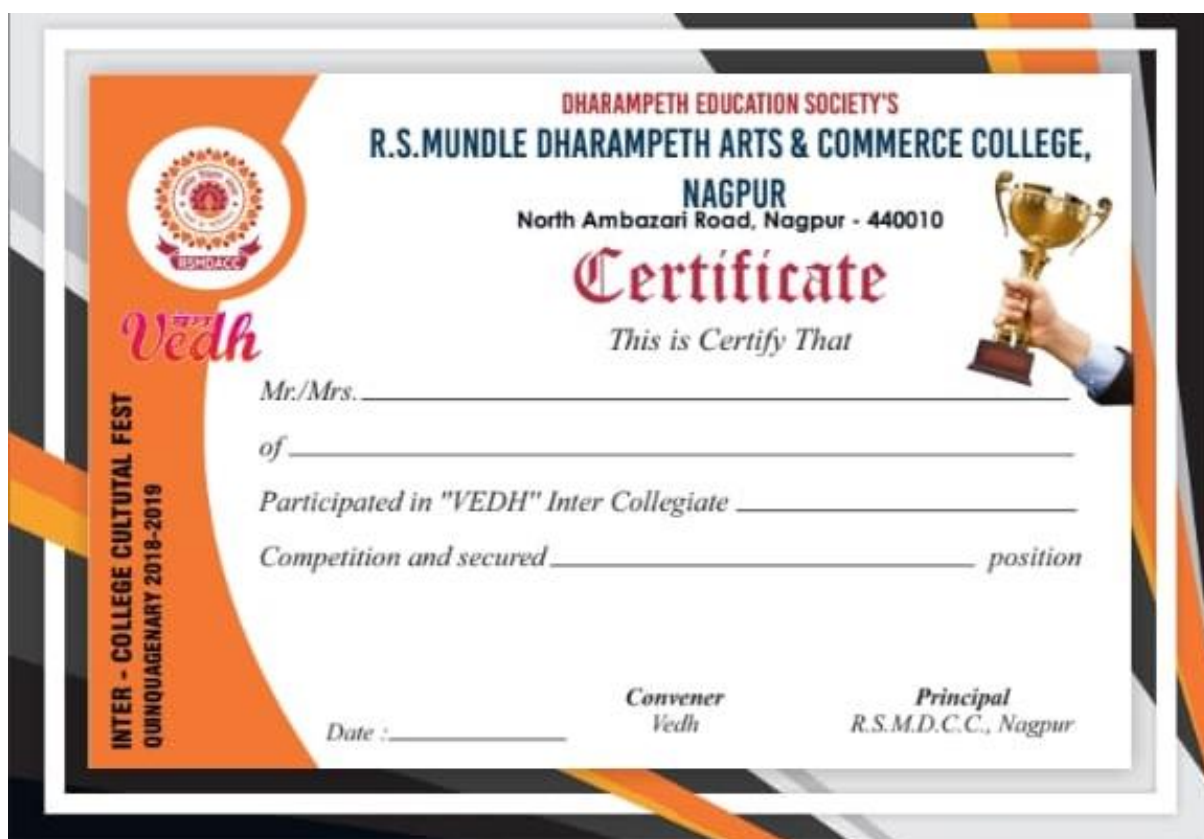 DHARAMPETH EDUCATION SOCIETY'S
R.S.MUNDLE DHARAMPETH ARTS & COMMERCE COLLEGE,
NAGPUR
North Ambazari Road, Nagpur - 440010
RSMDACC
Certificate
Vedh
This is Certify That
Mr./Mrs.
of
Participated in "VEDH" Inter Collegiate
Competition and secured position
INTER - COLLEGE CULTUTAL FEST
QUINQUAGENARY 2018-2019
Convener
Vedh
Principal
R.S.M.D.C.C., Nagpur
Date :